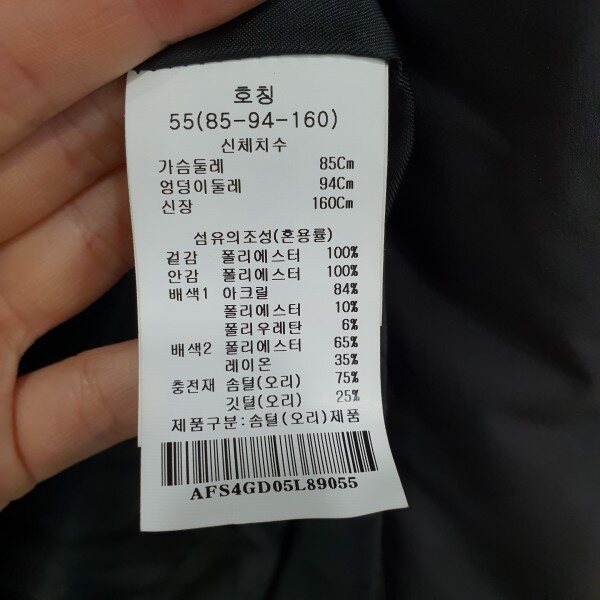 호칭
55(85-94-160)
신체치수
가슴둘레 85Cm
엉덩이둘레 94Cm
신장 160Cm
섬유의조성(혼용률)
겉감 폴리에스터 100%
안감 폴리에스터 100%
배색1 아크릴 84%
폴리에스터 10%
폴리우레탄 6%
배색2 폴리에스터 65%
레이온 35%
충전재 솜털(오리) 75%
깃털(오리) 25%
제품구분:솜털(오리)제품
AFS4GD05L89055